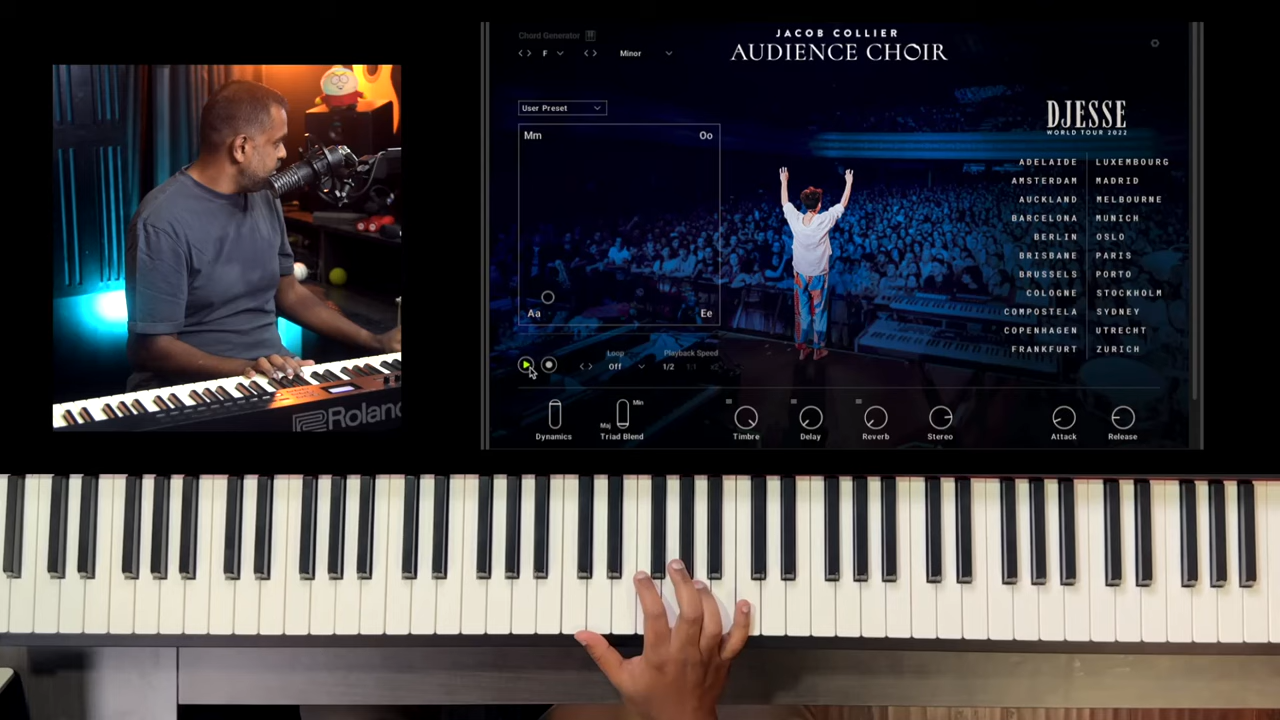 Chord Generator
F
Minor
JACOB COLLIER
AUDIENCE CHOIR
User Preset
Mm
Oo
Aa
Ee
DJESSE
WORLD TOUR 2022
ADELAIDE LUXEMBOURG
AMSTERDAM MADRID
AUCKLAND MELBOURNE
BARCELONA MUNICH
BERLIN OSLO
BRISBANE PARIS
BRUSSELS PORTO
COLOGNE STOCKHOLM
COMPOSTELA SYDNEY
COPENHAGEN UTRECHT
FRANKFURT ZURICH
Loop
Off
Playback Speed
1/2 1:1 x2
Min
Maj
Dynamics
Triad Blend
Timbre
Delay
Reverb
Stereo
Attack
Release
Roland